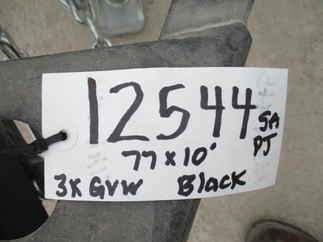 12544
SA
PJ
77 x 10'
3K GVW Black